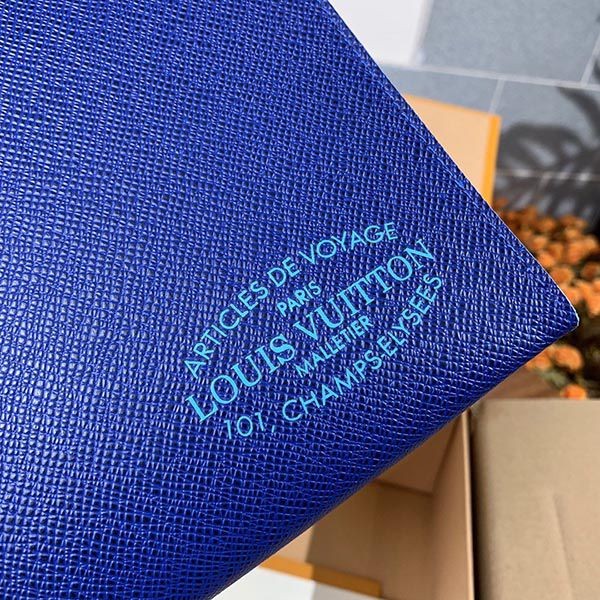 ARTICLES DE VOYAGE
PARIS
LOUIS VUITTON
MALLETIER
101, CHAMPS ELYSEES